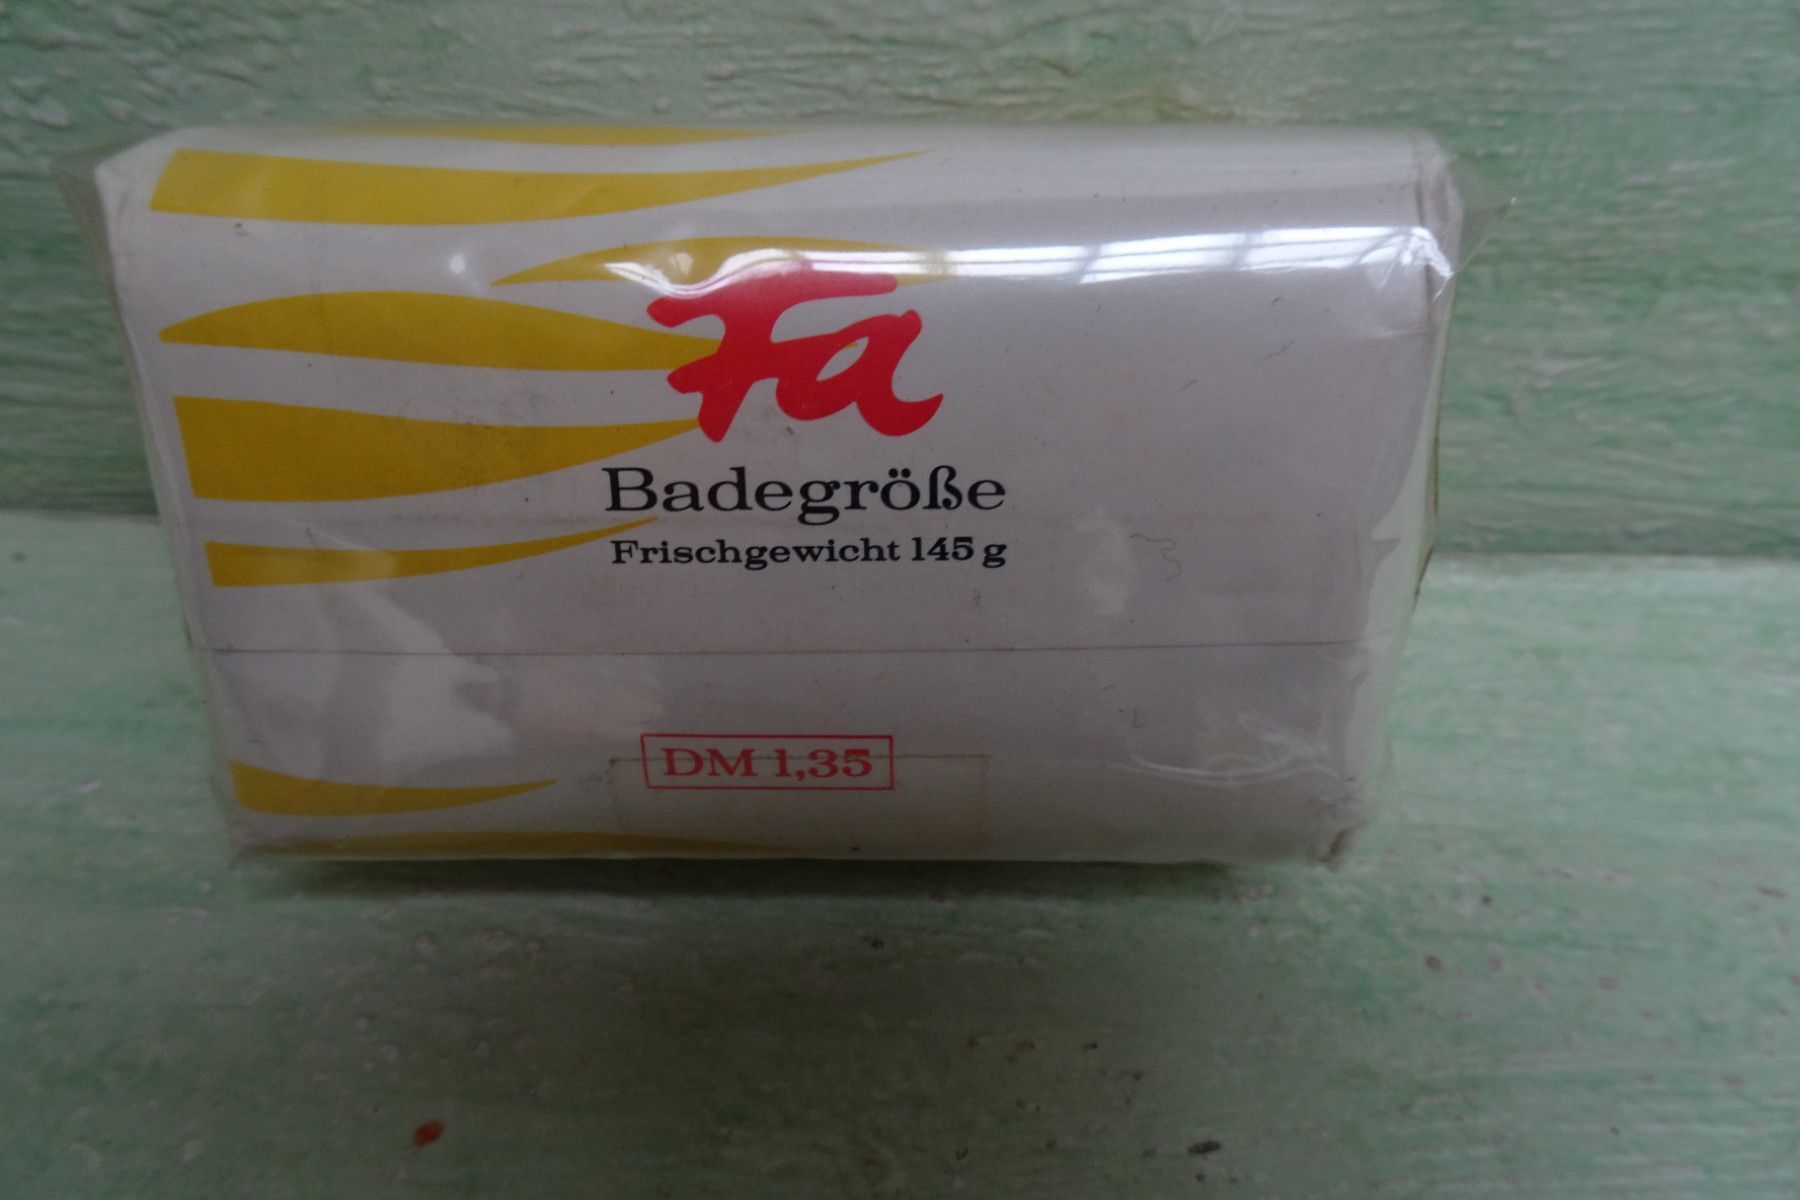 Fa
Badegröße
Frischgewicht 145 g
DM 1,35